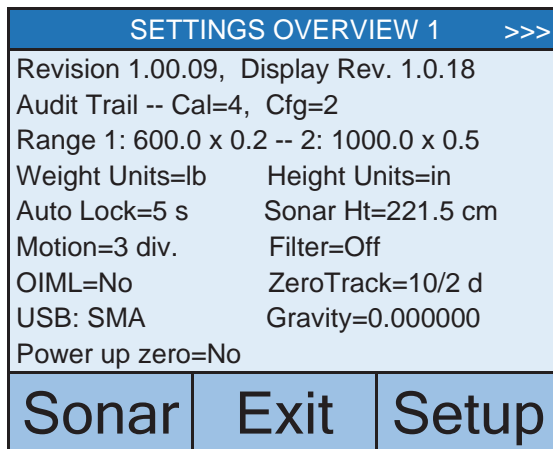 SETTINGS OVERVIEW 1 >>>
Revision 1.00.09, Display Rev. 1.0.18
Audit Trail -- Cal=4, Cfg=2
Range 1: 600.0 x 0.2 -- 2: 1000.0 x 0.5
Weight Units=lb Height Units=in
Auto Lock=5 s Sonar Ht=221.5 cm
Motion=3 div. Filter=Off
OIML=No ZeroTrack=10/2 d
USB: SMA Gravity=0.000000
Power up zero=No
Sonar Exit Setup